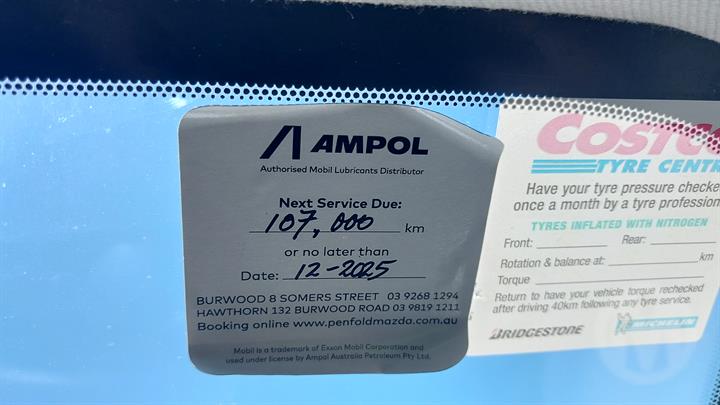 AMPOL
Authorised Mobil Lubricants Distributor
Next Service Due:
107,000 km
or no later than
Date: 12-2025
BURWOOD 8 SOMERS STREET 03 9268 1294
HAWTHORN 132 BURWOOD ROAD 03 9819 1211
Booking online www.penfoldmazda.com.au
Mobil is a trademark of Exxon Mobil Corporation and
used under license by Ampol Australia Petroleum Pty Ltd.
COSTCO
TYRE CENTR
Have your tyre pressure checke
once a month by a tyre profession
TYRES INFLATED WITH NITROGEN
Front: Rear:
Rotation & balance at: km
Torque
Return to have your vehicle torque rechecked
after driving 40km following any tyre service.
BRIDGESTONE MICHELIN